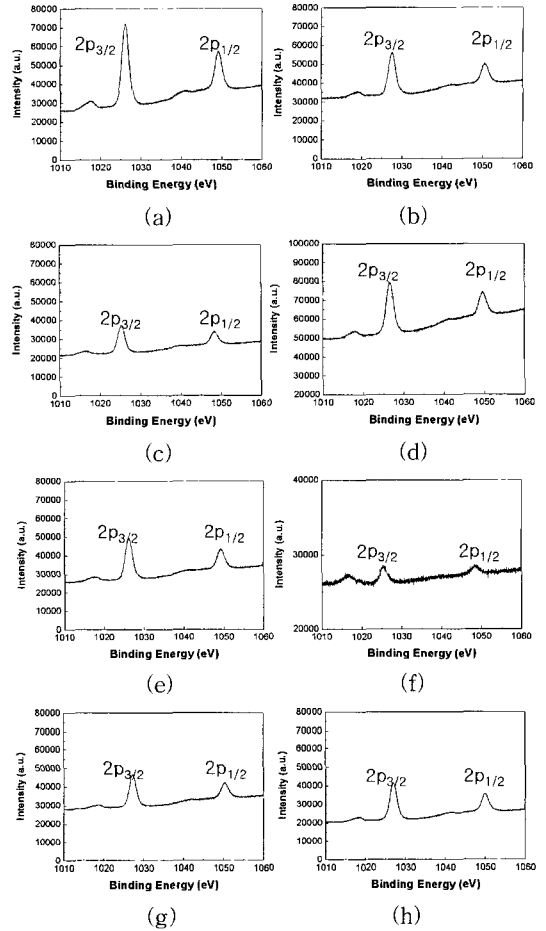 80000
70000
60000
50000
40000
30000
20000
10000
0
Intensity (a.u.)
2p3/2
2p1/2
1010 1020 1030 1040 1050 1060
Binding Energy (eV)
(a)
80000
70000
60000
50000
40000
30000
20000
10000
0
Intensity (a.u.)
2p3/2
2p1/2
1010 1020 1030 1040 1050 1060
Binding Energy (eV)
(b)
80000
70000
60000
50000
40000
30000
20000
10000
0
Intensity (a.u.)
2p3/2
2p1/2
1010 1020 1030 1040 1050 1060
Binding Energy (eV)
(c)
100000
90000
80000
70000
60000
50000
40000
30000
20000
Intensity (a.u.)
2p3/2
2p1/2
1010 1020 1030 1040 1050 1060
Binding Energy (eV)
(d)
80000
70000
60000
50000
40000
30000
20000
10000
0
Intensity (a.u.)
2p3/2
2p1/2
1010 1020 1030 1040 1050 1060
Binding Energy (eV)
(e)
40000
30000
20000
Intensity (a.u.)
2p3/2
2p1/2
1010 1020 1030 1040 1050 1060
Binding Energy (eV)
(f)
80000
70000
60000
50000
40000
30000
20000
10000
0
Intensity (a.u.)
2p3/2
2p1/2
1010 1020 1030 1040 1050 1060
Binding Energy (eV)
(g)
80000
70000
60000
50000
40000
30000
20000
10000
0
Intensity (a.u.)
2p3/2
2p1/2
1010 1020 1030 1040 1050 1060
Binding Energy (eV)
(h)